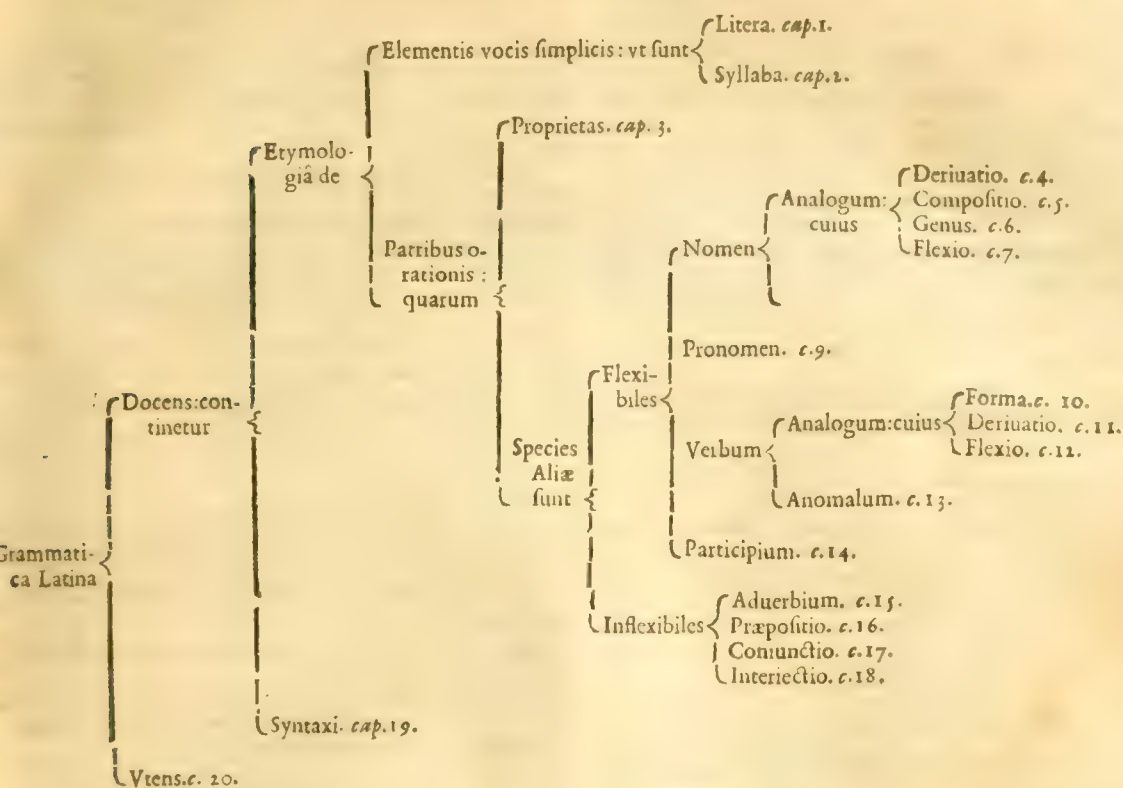 Litera. cap.1.
Elementis vocis ſimplicis: vt ſunt
Syllaba. cap.2.
Proprietas. cap. 3.
Etymolo-
giâ de
Deriuatio. c.4.
Analogum:
cuius
Compoſitio. c.5.
Genus. c.6.
Flexio. c.7.
Partibus o-
rationis:
quarum
Nomen
Pronomen. c.9.
Flexi-
biles
Docens:con-
tinetur
Forma.c. 10.
Analogum:cuius
Deriuatio. c.11.
Flexio. c.12.
Verbum
Species
Aliæ
ſunt
Anomalum. c.13.
Participium. c.14.
Grammati-
ca Latina
Aduerbium. c.15.
Inflexibiles
Præpoſitio. c.16.
Coniunctio. c.17.
Interiectio. c.18.
Syntaxi. cap.19.
Vtens.c. 20.